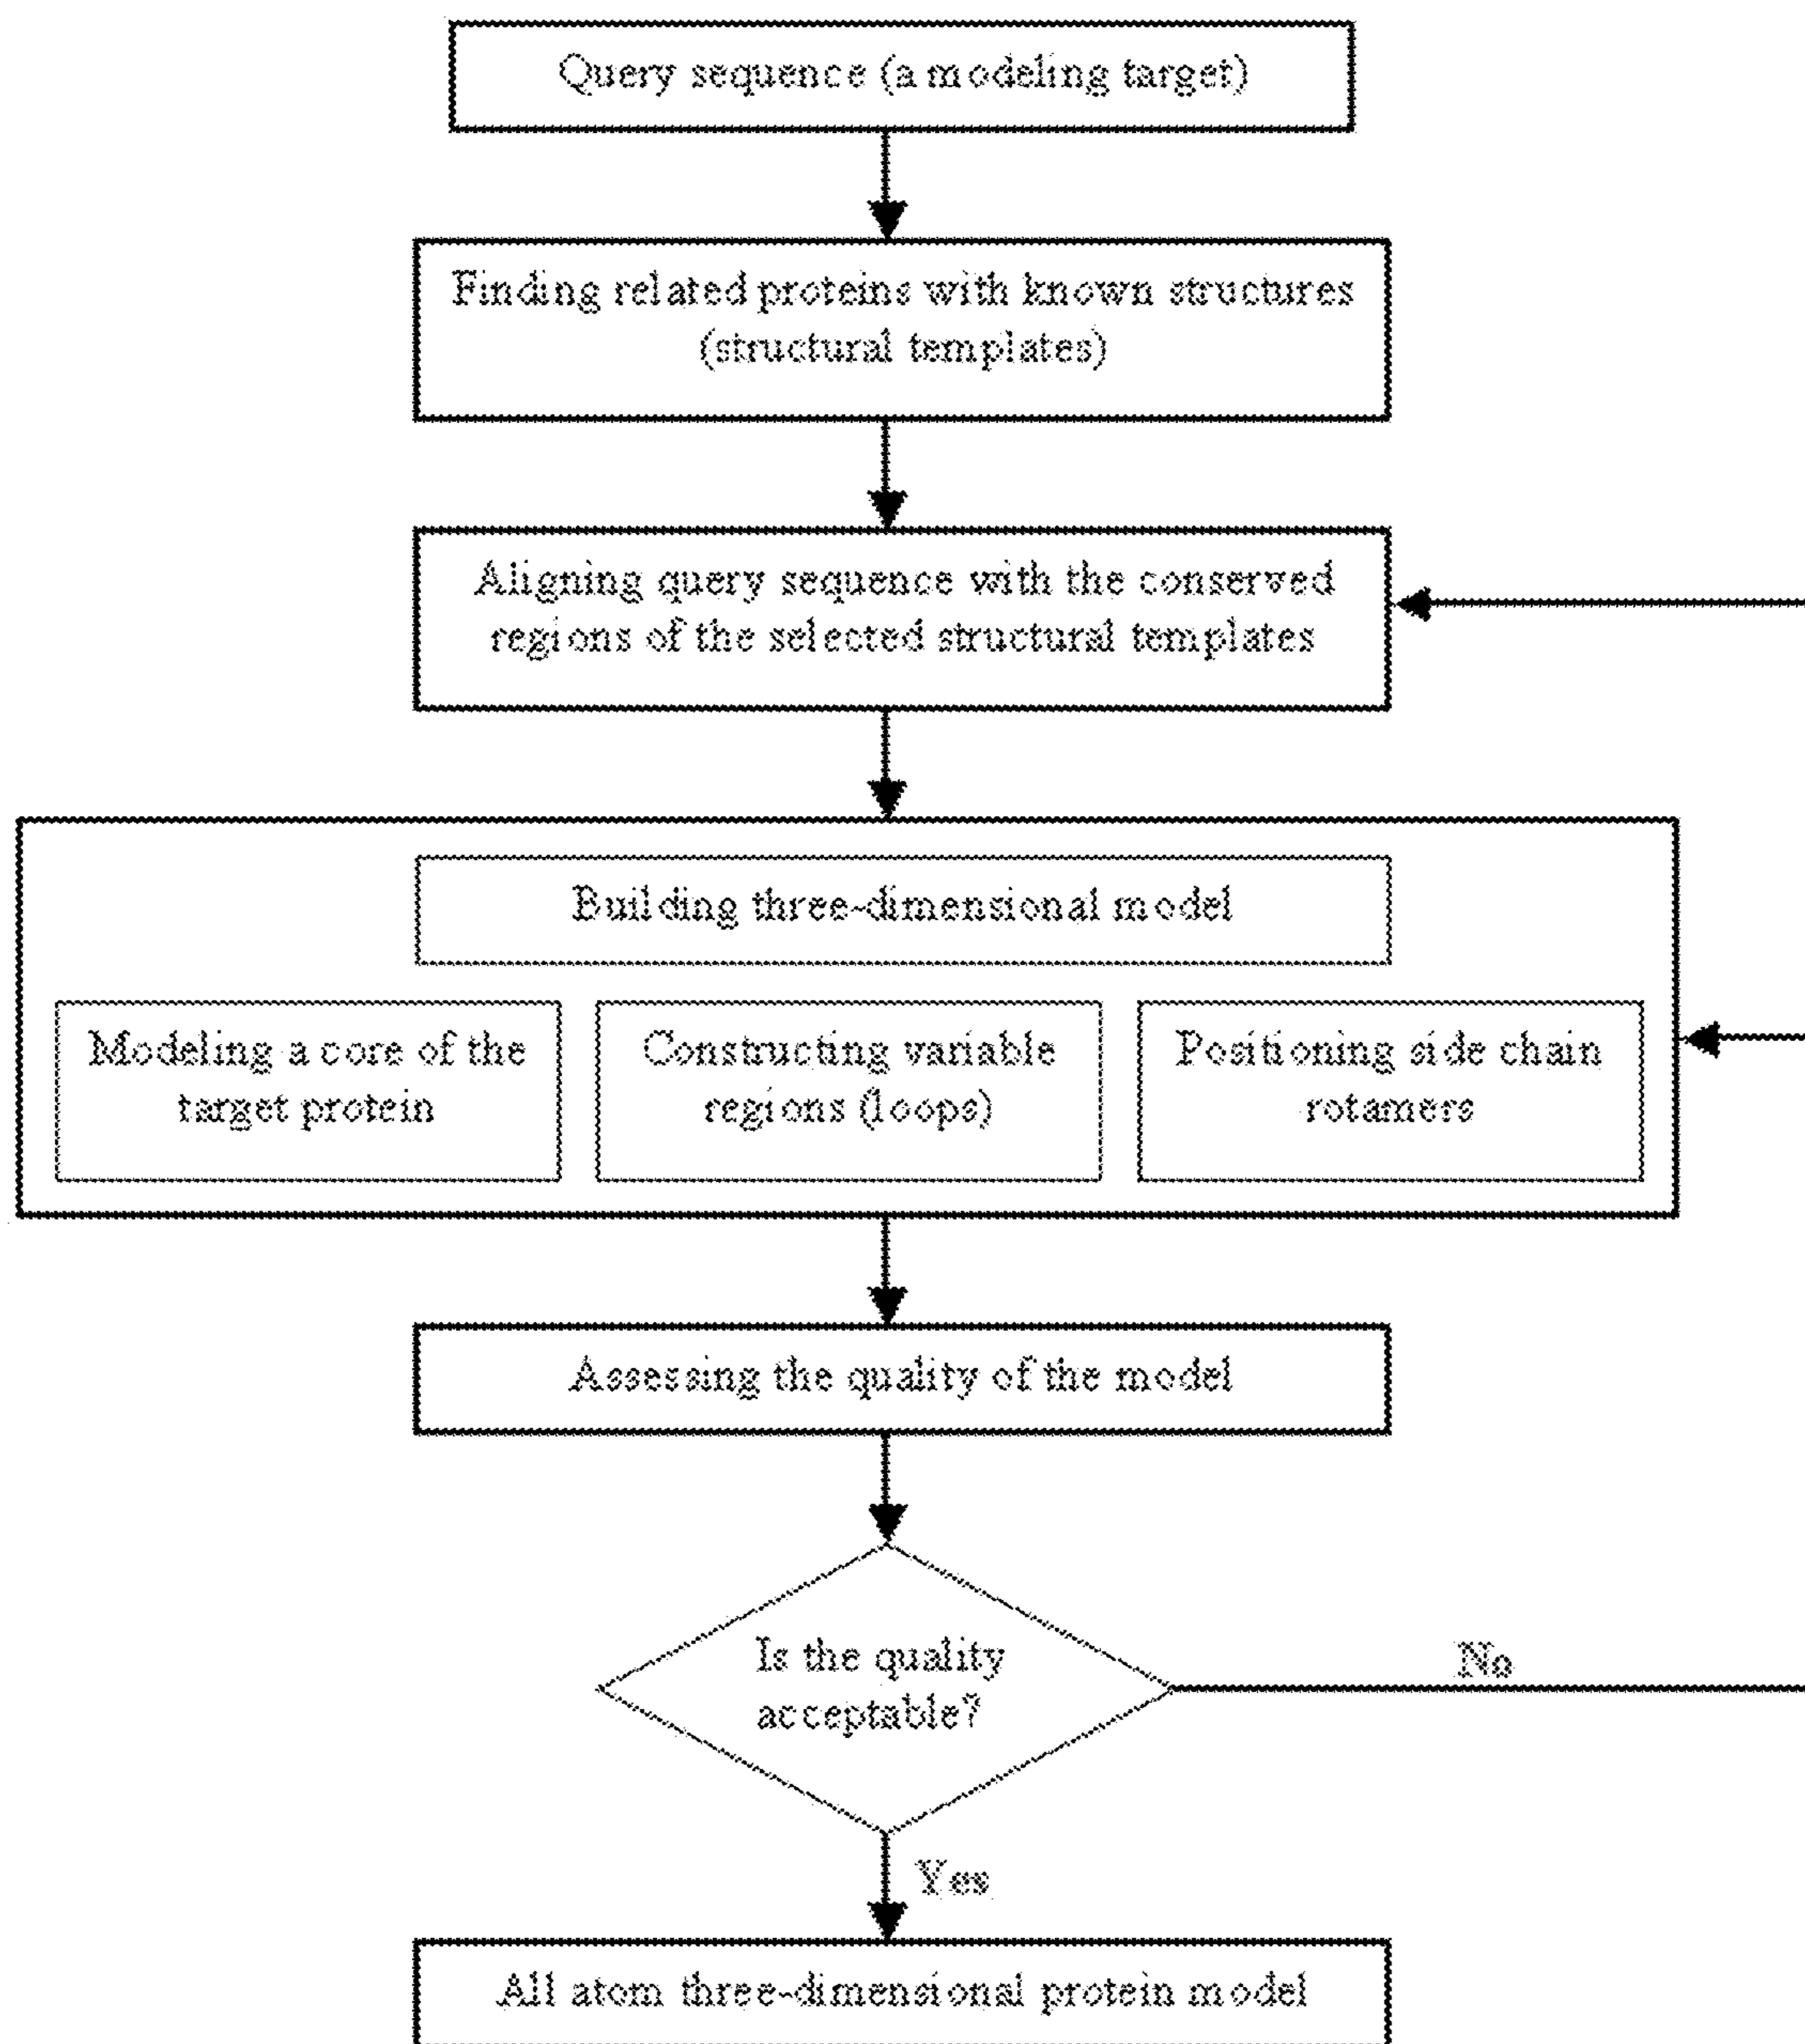 Query sequence (a modeling target)
Finding related proteins with known structures
(structural templates)
Aligning query sequence with the conserved
regions of the selected structural templates
Building three-dimensional model
Modeling a core of the
target protein
Constructing variable
regions (loops)
Positioning side chain
rotamers
Assessing the quality of the model
Is the quality
acceptable?
No
Yes
All atom three-dimensional protein model